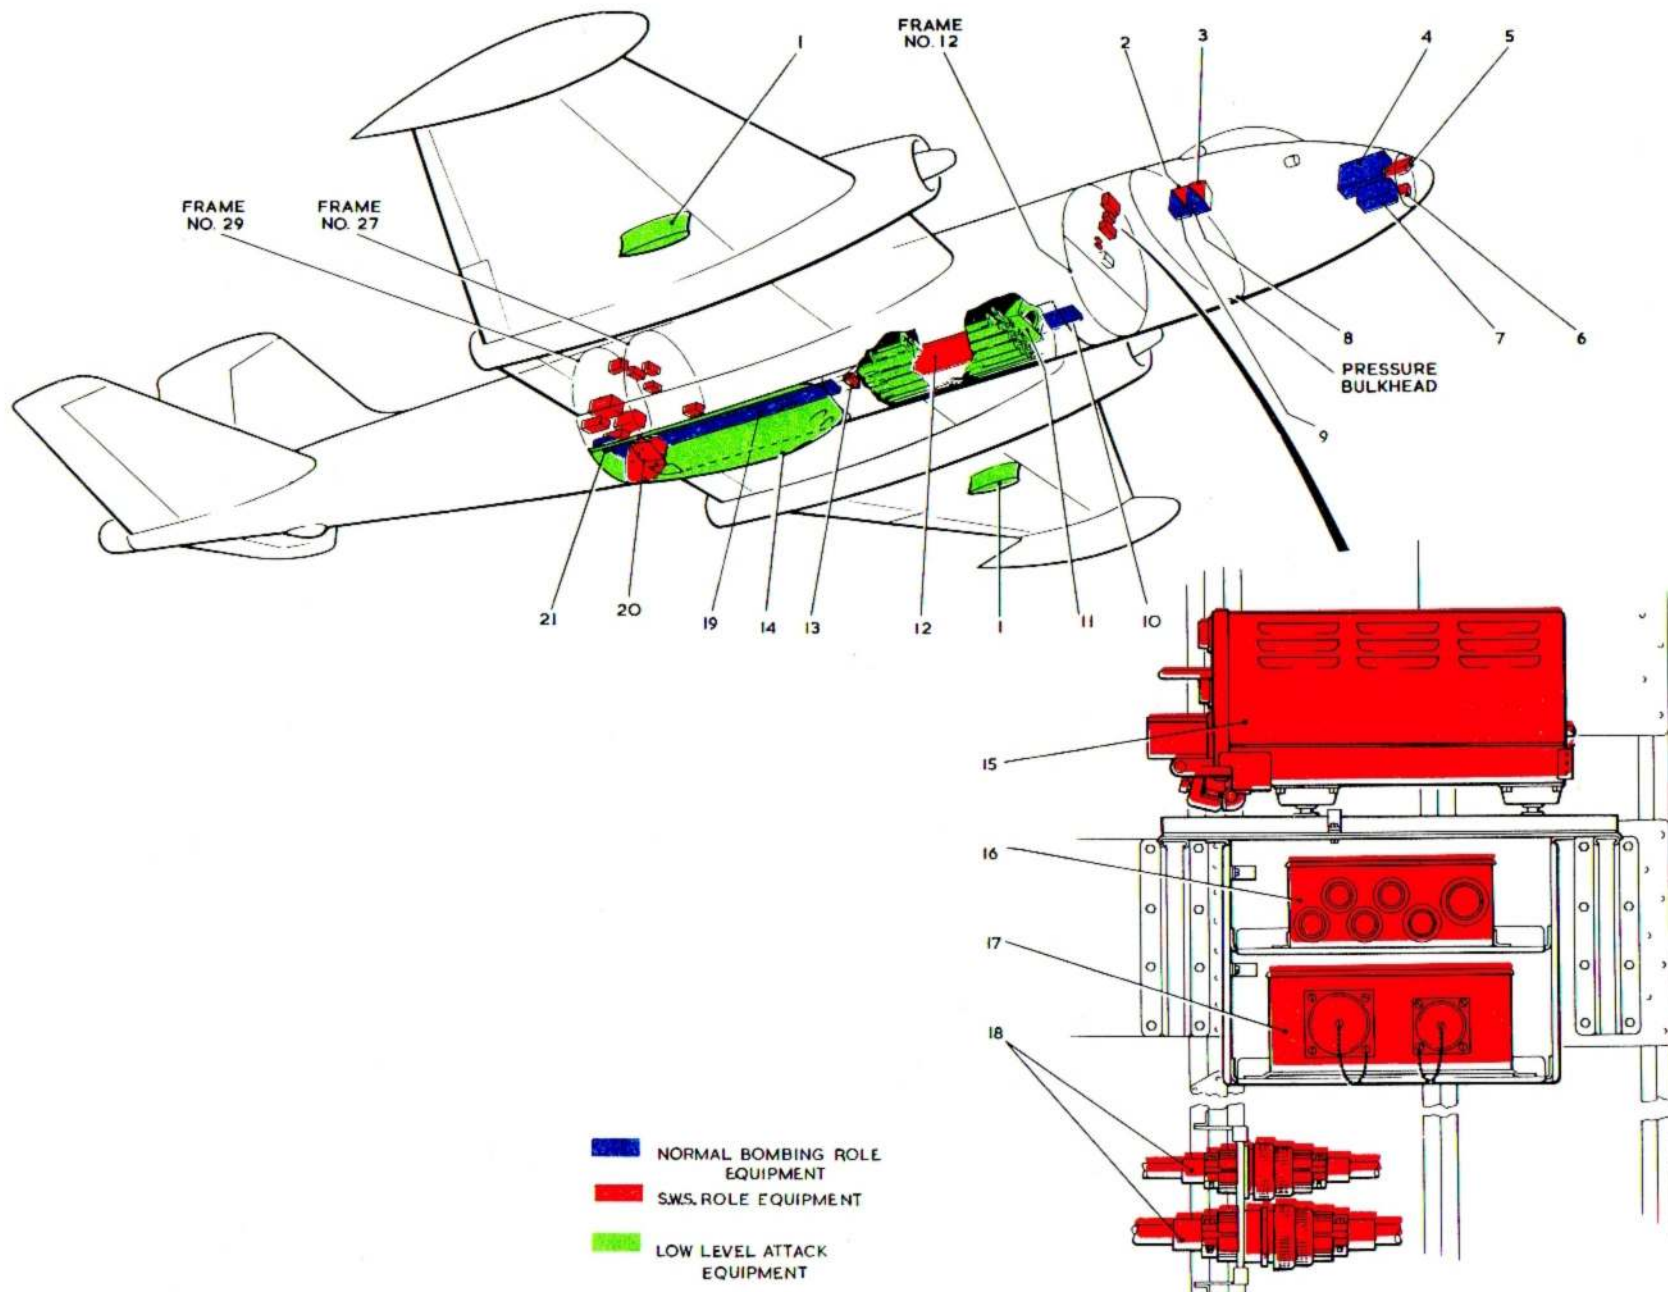 1
FRAME
NO. 12
2
3
4
5
FRAME
NO. 29
FRAME
NO. 27
8
7
6
PRESSURE
BULKHEAD
9
21
20
19
14
13
12
1
11
10
15
16
17
18
NORMAL BOMBING ROLE
EQUIPMENT
S.W.S. ROLE EQUIPMENT
LOW LEVEL ATTACK
EQUIPMENT